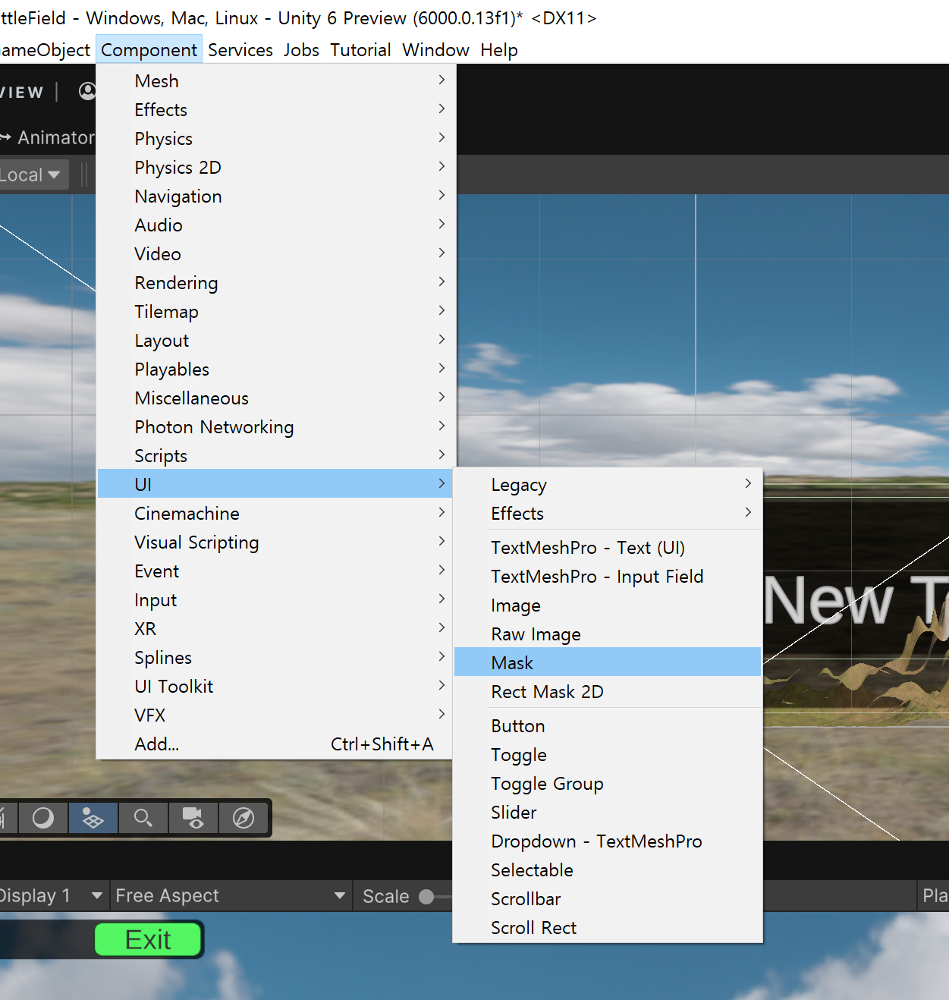 ttleField - Windows, Mac, Linux - Unity 6 Preview (6000.0.13f1)* <DX11>
ameObject Component Services Jobs Tutorial Window Help
VIEW
Animator
Local
Mesh
Effects
Physics
Physics 2D
Navigation
Audio
Video
Rendering
Tilemap
Layout
Playables
Miscellaneous
Photon Networking
Scripts
UI
Cinemachine
Visual Scripting
Event
Input
XR
Splines
UI Toolkit
VFX
Add... Ctrl+Shift+A
Legacy
Effects
TextMeshPro - Text (UI)
TextMeshPro - Input Field
Image
Raw Image
Mask
Rect Mask 2D
Button
Toggle
Toggle Group
Slider
Dropdown - TextMeshPro
Selectable
Scrollbar
Scroll Rect
New T
Display 1 Free Aspect Scale Pla
Exit